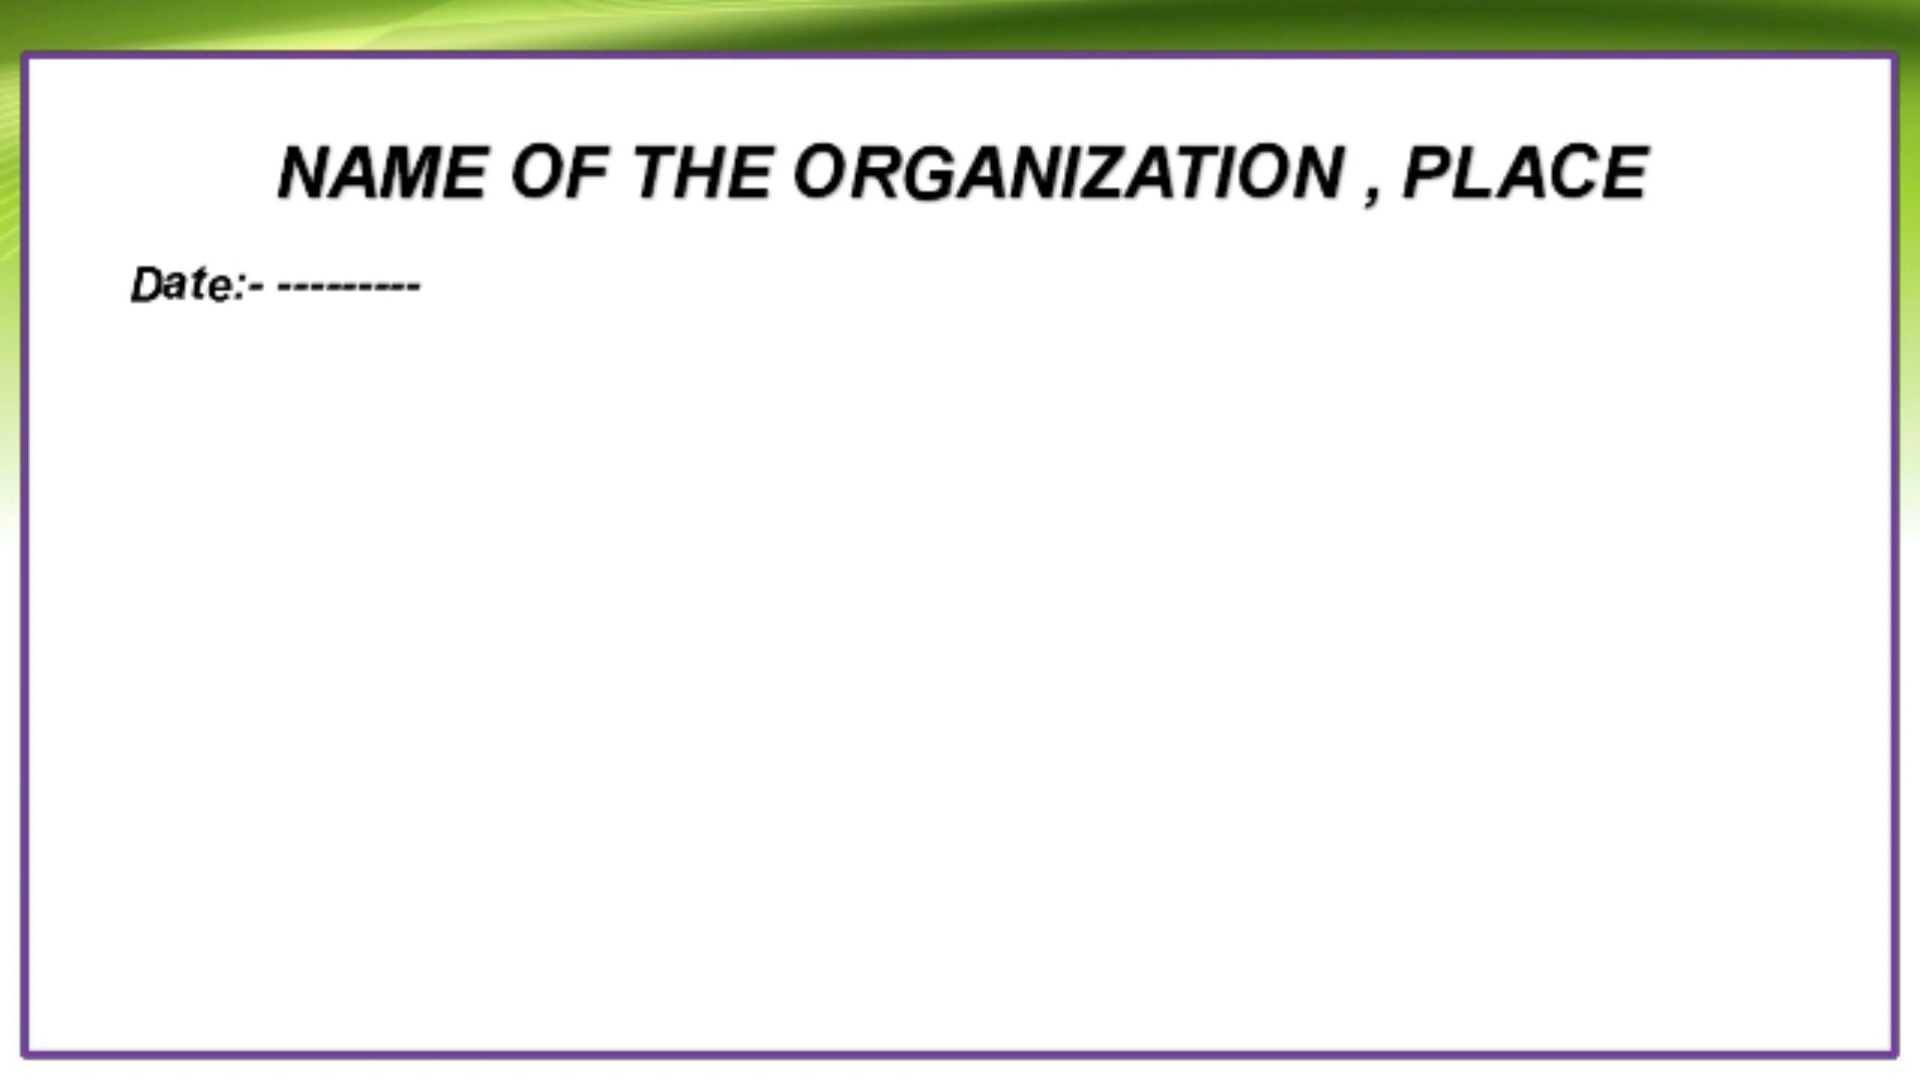 NAME OF THE ORGANIZATION , PLACE
Date:- ---------